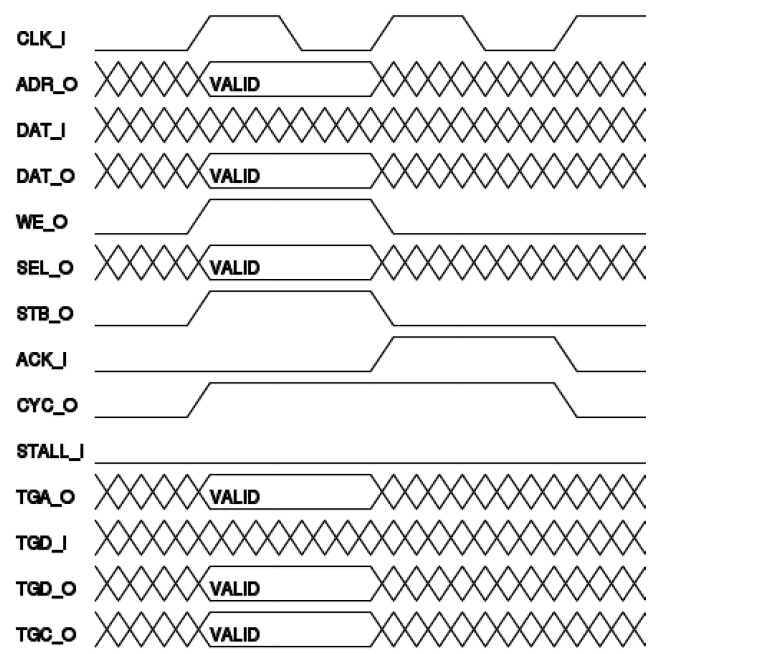 CLK_I
ADR_O VALID
DAT_I
DAT_O VALID
WE_O
SEL_O VALID
STB_O
ACK_I
CYC_O
STALL_I
TGA_O VALID
TGD_I
TGD_O VALID
TGC_O VALID